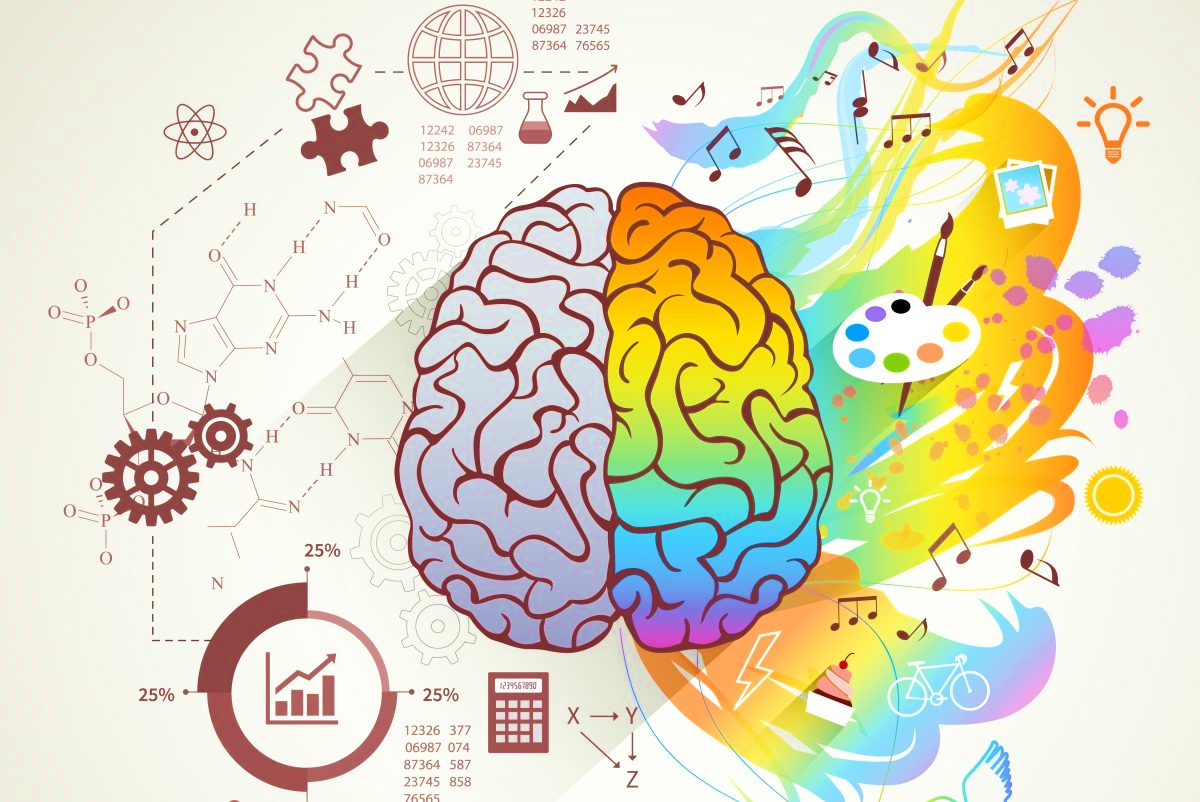 12326
06987 23745
87364 76565
12242 06987
12326 87364
06987 23745
87364
H
N
O
H
O
N
H
O
O
O
P
N
H
N
N
O
N
O
O
N
H
N
H
N
O
N
O
P
O
N
25%
25%
25%
1234567890
X
Y
Z
12326 377
06987 074
87364 587
23745 858
76565